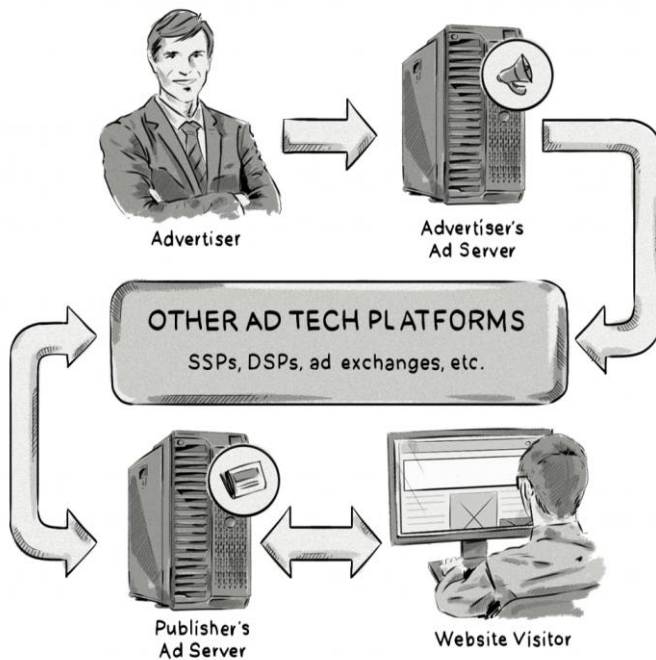 Advertiser
Advertiser's
Ad Server
OTHER AD TECH PLATFORMS
SSPs, DSPs, ad exchanges, etc.
Publisher's
Ad Server
Website Visitor